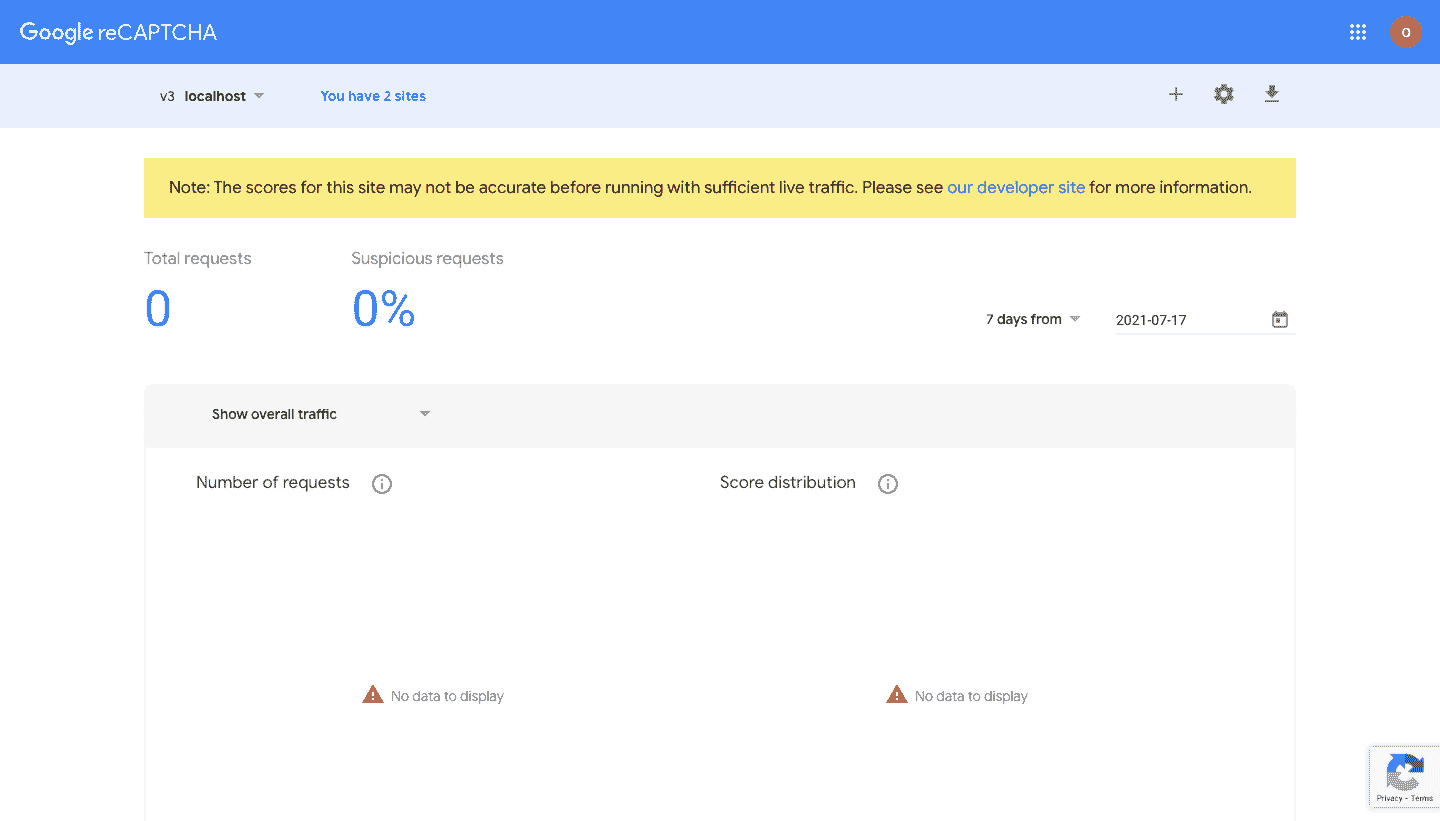 Google reCAPTCHA
O
v3 localhost
You have 2 sites
Note: The scores for this site may not be accurate before running with sufficient live traffic. Please see our developer site for more information.
Total requests
Suspicious requests
0
0%
7 days from
2021-07-17
Show overall traffic
Number of requests
Score distribution
No data to display
No data to display
Privacy - Terms